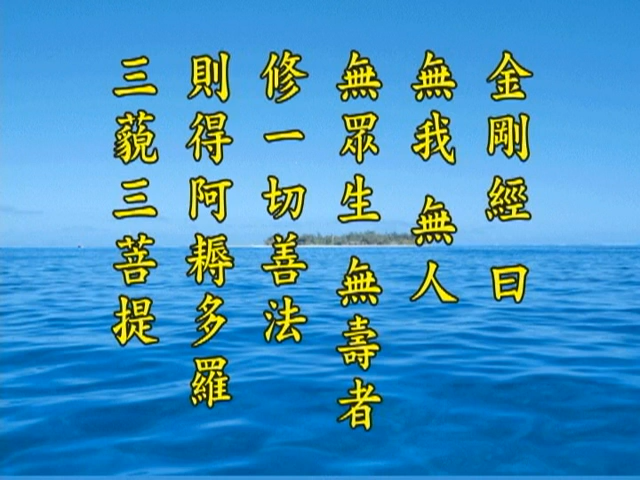 金剛經 曰
無我 無人
無眾生 無壽者
修一切善法
則得阿耨多羅
三藐三菩提